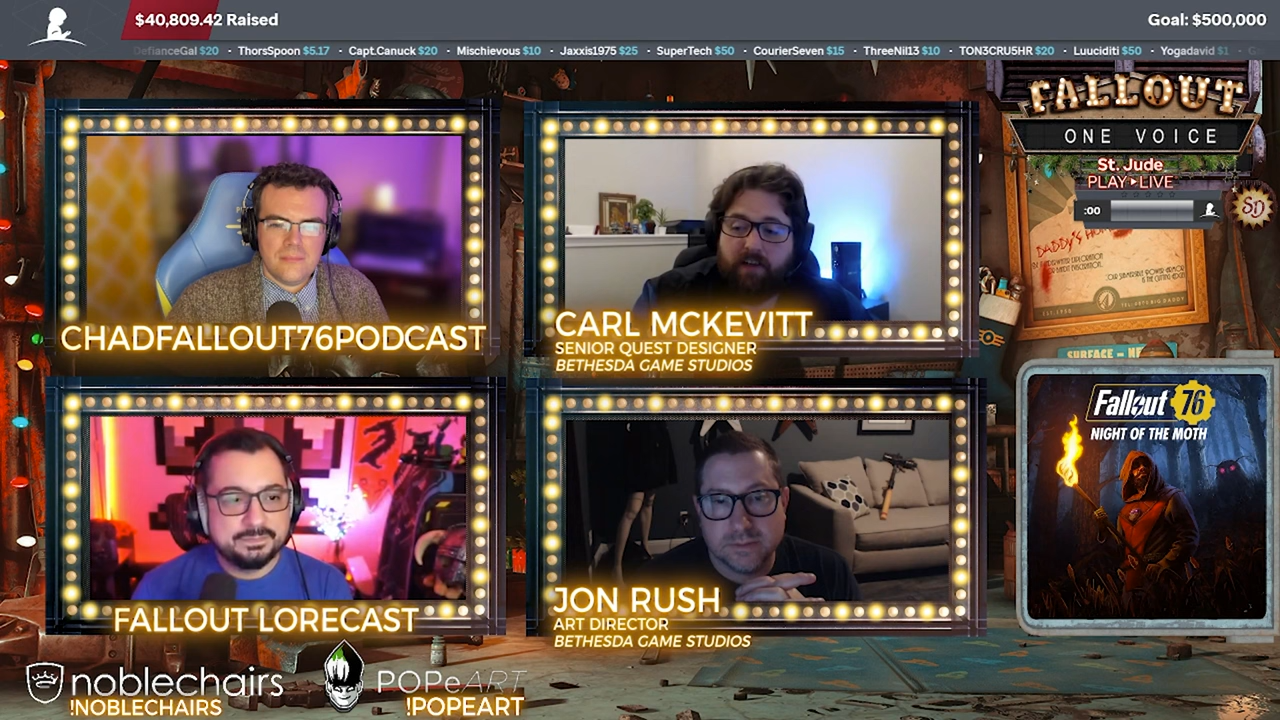 $40,809.42 Raised
Goal: $500,000
DefianceGal $20 · ThorsSpoon $5.17 · Capt.Canuck $20 · Mischievous $10 · Jaxxis1975 $25 · SuperTech $50 · CourierSeven $15 · ThreeNil13 $10 · TON3CRU5HR $20 · Luuciditi $50 · Yogadavid $1
FALLOUT
ONE VOICE
St. Jude
PLAY LIVE
:00
SD
DADDY'S
CHADFALLOUT76PODCAST
CARL MCKEVITT
SENIOR QUEST DESIGNER
BETHESDA GAME STUDIOS
Fallout 76
NIGHT OF THE MOTH
FALLOUT LORECAST
JON RUSH
ART DIRECTOR
BETHESDA GAME STUDIOS
noblechairs
!NOBLECHAIRS
POPeART
!POPEART